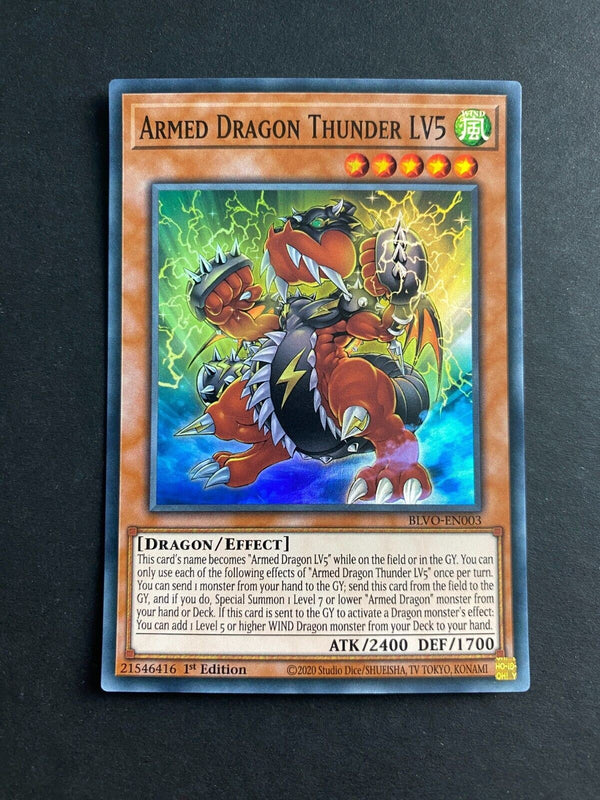 ARMED DRAGON THUNDER LV5
WIND
風
BLVO-EN003
[DRAGON/EFFECT]
This card's name becomes "Armed Dragon LV5" while on the field or in the GY. You can
only use each of the following effects of "Armed Dragon Thunder LV5" once per turn.
You can send 1 monster from your hand to the GY; send this card from the field to the
GY, and if you do, Special Summon 1 Level 7 or lower "Armed Dragon" monster from
your hand or Deck. If this card is sent to the GY to activate a Dragon monster's effect:
You can add 1 Level 5 or higher WIND Dragon monster from your Deck to your hand.
ATK/2400 DEF/1700
21546416 1st Edition ©2020 Studio Dice/SHUEISHA, TV TOKYO, KONAMI